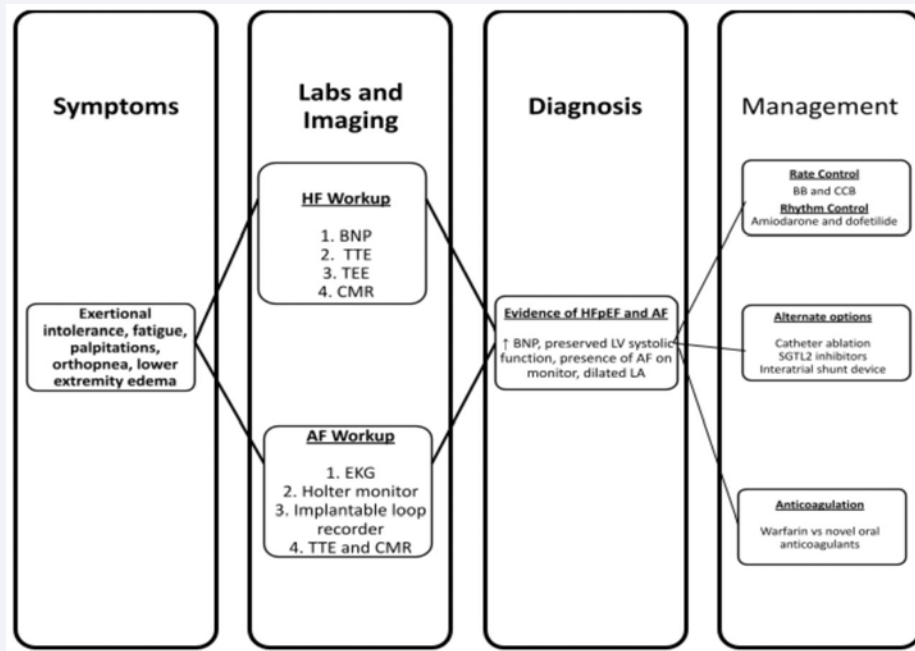 Symptoms
Exertional
intolerance, fatigue,
palpitations,
orthopnea, lower
extremity edema
Labs and
Imaging
HF Workup
1. BNP
2. TTE
3. TEE
4. CMR
AF Workup
1. EKG
2. Holter monitor
3. Implantable loop
recorder
4. TTE and CMR
Diagnosis
Evidence of HFpEF and AF
↑ BNP, preserved LV systolic
function, presence of AF on
monitor, dilated LA
Management
Rate Control
BB and CCB
Rhythm Control
Amiodarone and dofetilide
Alternate options
Catheter ablation
SGTL2 inhibitors
Interatrial shunt device
Anticoagulation
Warfarin vs novel oral
anticoagulants